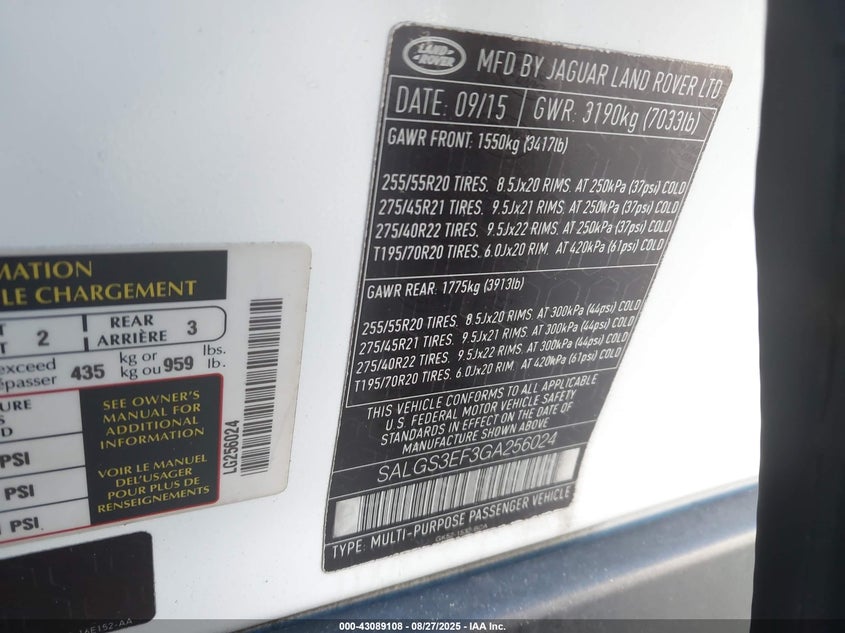 LAND
ROVER
MFD BY JAGUAR LAND ROVER LTD
DATE: 09/15
GWR: 3190kg (7033lb)
GAWR FRONT: 1550kg (3417lb)
255/55R20 TIRES. 8.5Jx20 RIMS. AT 250kPa (37psi) COLD
275/45R21 TIRES. 9.5Jx21 RIMS. AT 250kPa (37psi) COLD
275/40R22 TIRES. 9.5Jx22 RIMS. AT 250kPa (37psi) COLD
T195/70R20 TIRES. 6.0Jx20 RIM. AT 420kPa (61psi) COLD
GAWR REAR: 1775kg (3913lb)
255/55R20 TIRES. 8.5Jx20 RIMS. AT 300kPa (44psi) COLD
275/45R21 TIRES. 9.5Jx21 RIMS. AT 300kPa (44psi) COLD
275/40R22 TIRES. 9.5Jx22 RIMS. AT 300kPa (44psi) COLD
T195/70R20 TIRES. 6.0Jx20 RIM. AT 420kPa (61psi) COLD
THIS VEHICLE CONFORMS TO ALL APPLICABLE
U.S. FEDERAL MOTOR VEHICLE SAFETY
STANDARDS IN EFFECT ON THE DATE OF
MANUFACTURE SHOWN ABOVE
SALGS3EF3GA256024
TYPE: MULTI-PURPOSE PASSENGER VEHICLE
RMATION
LE CHARGEMENT
2
REAR
ARRIÈRE 3
exceed
épasser 435 kg or
kg ou 959 lbs.
lb.
URE
SEE OWNER'S
MANUAL FOR
ADDITIONAL
INFORMATION
VOIR LE MANUEL
DEL'USAGER
POUR PLUS DE
RENSEIGNEMENTS
PSI
PSI
PSI
LG256024
16E152-AA
000-43089108 - 08/27/2025 - IAA Inc.